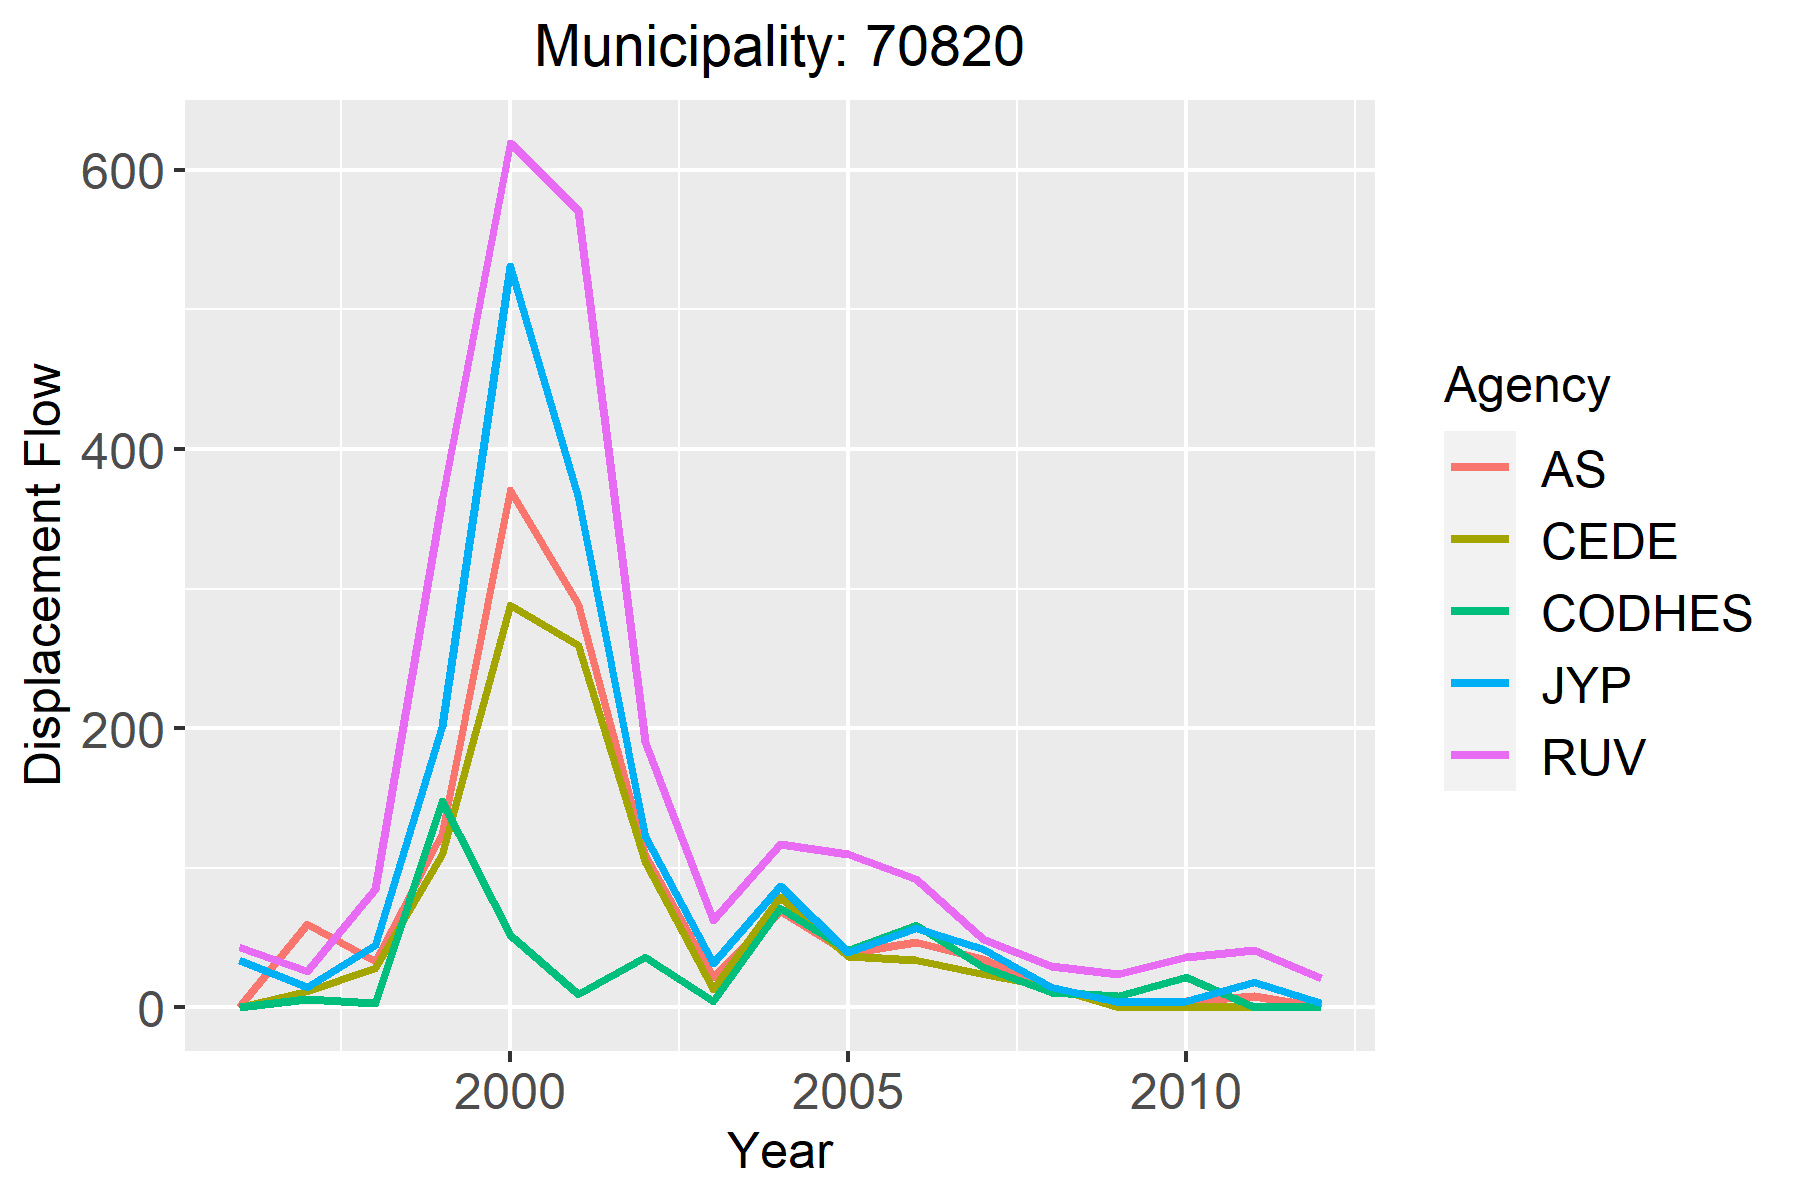 Municipality: 70820
Displacement Flow
600
400
200
0
2000
2005
2010
Year
Agency
AS
CEDE
CODHES
JYP
RUV